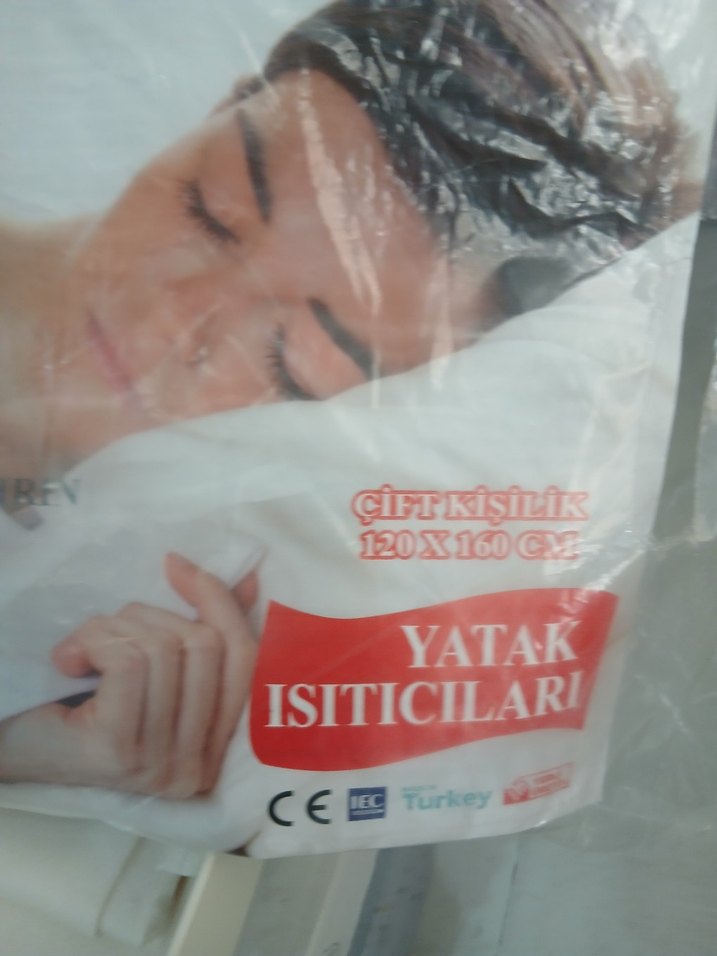 ÇİFT KİŞİLİK
120 X 160 CM
YATAK
ISITICILARI
CE IEC Turkey